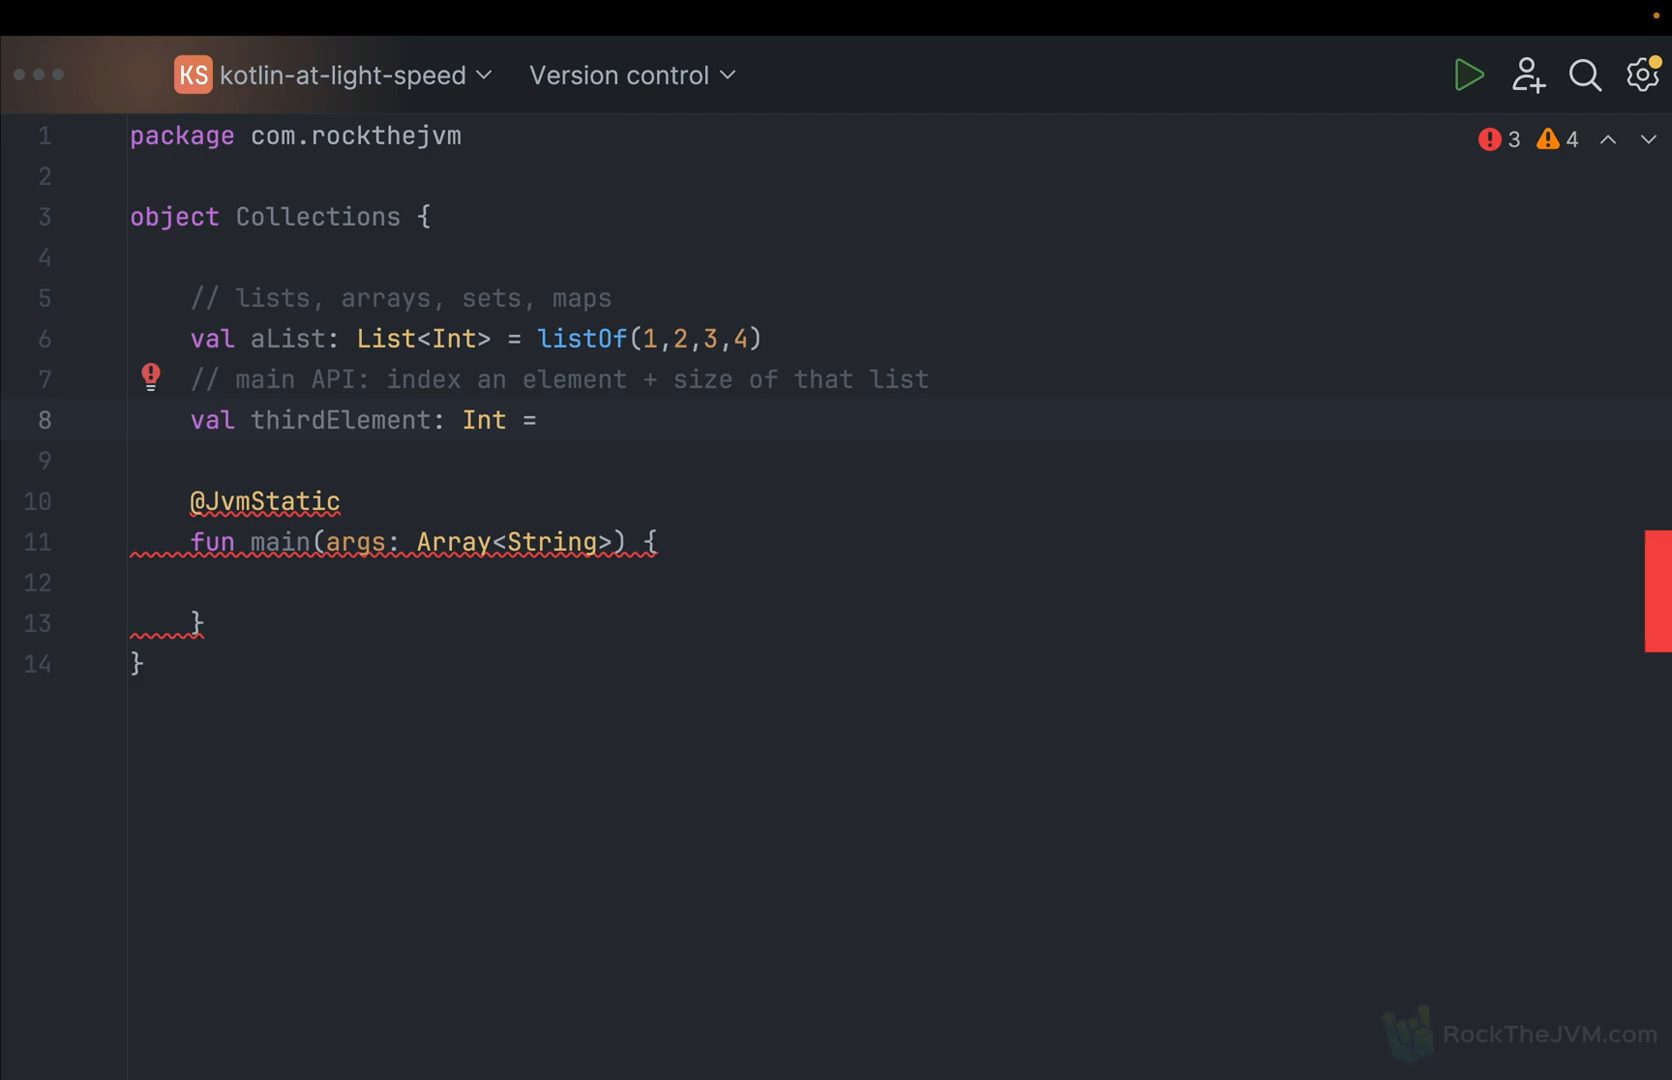 KS kotlin-at-light-speed Version control
1 package com.rockthejvm 3 4
2
3 object Collections {
4
5 // lists, arrays, sets, maps
6 val aList: List<Int> = listOf(1,2,3,4)
7 // main API: index an element + size of that list
8 val thirdElement: Int =
9
10 @JvmStatic
11 fun main(args: Array<String>) {
12
13 }
14 }
RockTheJVM.com